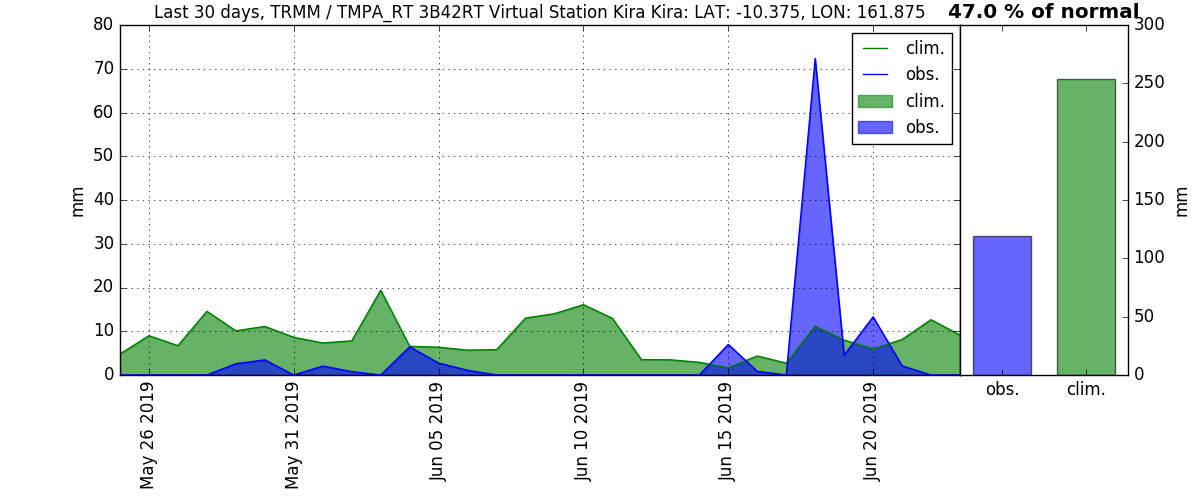 Last 30 days, TRMM / TMPA_RT 3B42RT Virtual Station Kira Kira: LAT: -10.375, LON: 161.875
47.0 % of normal
80
70
60
50
40
30
20
10
0
mm
clim.
obs.
clim.
obs.
May 26 2019
May 31 2019
Jun 05 2019
Jun 10 2019
Jun 15 2019
Jun 20 2019
300
250
200
150
100
50
0
mm
obs.
clim.